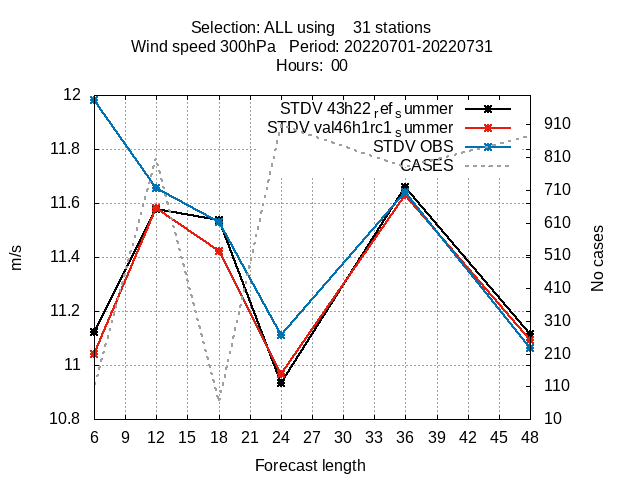 Selection: ALL using    31 stations
Wind speed 300hPa   Period: 20220701-20220731
Hours:  00
STDV 43h22_ref_summer
STDV val46h1rc1_summer
STDV OBS
CASES
12
11.8
11.6
11.4
11.2
11
10.8
m/s
910
810
710
610
510
410
310
210
110
10
No cases
6 9 12 15 18 21 24 27 30 33 36 39 42 45 48
Forecast length